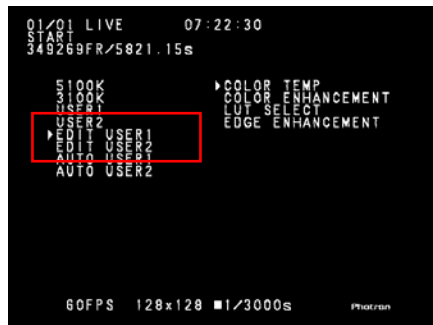 01/01 LIVE 07:22:30
START
349269FR/5821.15s
5100K
3100K
USER1
USER2
▶EDIT USER1
EDIT USER2
AUTO USER1
AUTO USER2
▶COLOR TEMP
COLOR ENHANCEMENT
LUT SELECT
EDGE ENHANCEMENT
60FPS 128x128 ■1/3000s Photron